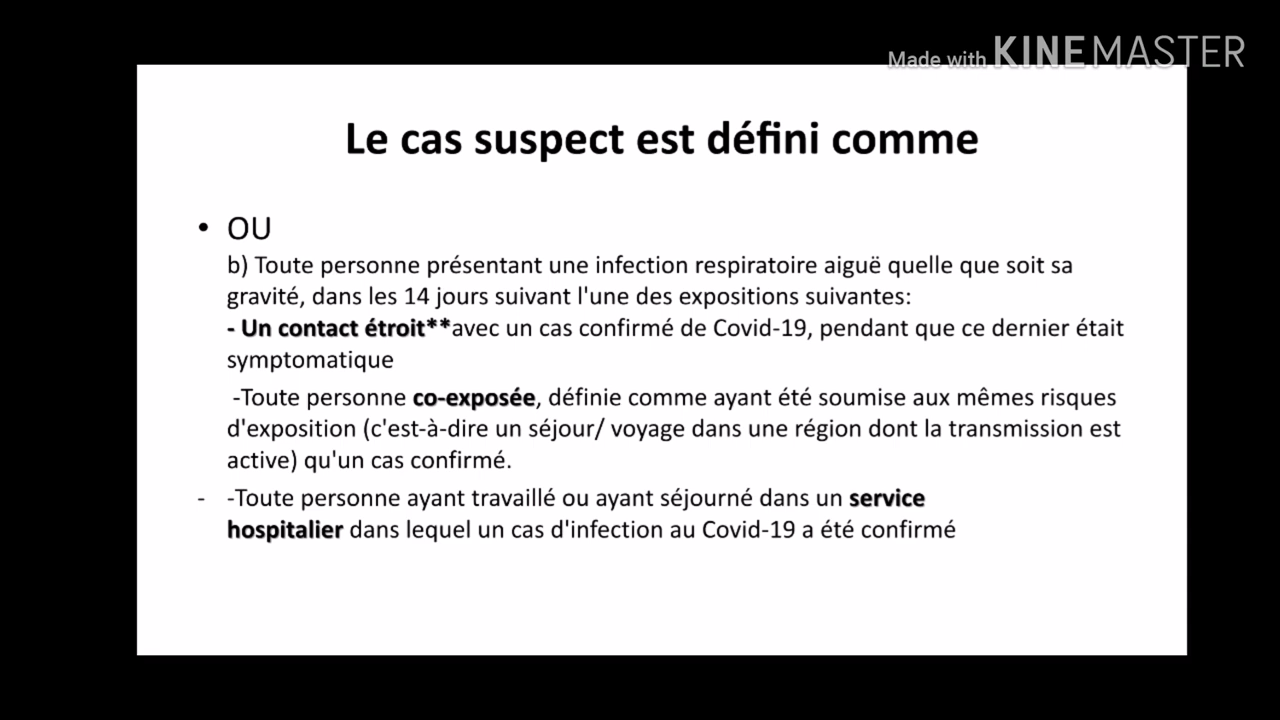 Made with KINEMASTER
Le cas suspect est défini comme
• OU
b) Toute personne présentant une infection respiratoire aiguë quelle que soit sa
gravité, dans les 14 jours suivant l'une des expositions suivantes:
- Un contact étroit**avec un cas confirmé de Covid-19, pendant que ce dernier était
symptomatique
-Toute personne co-exposée, définie comme ayant été soumise aux mêmes risques
d'exposition (c'est-à-dire un séjour/ voyage dans une région dont la transmission est
active) qu'un cas confirmé.
- -Toute personne ayant travaillé ou ayant séjourné dans un service
hospitalier dans lequel un cas d'infection au Covid-19 a été confirmé